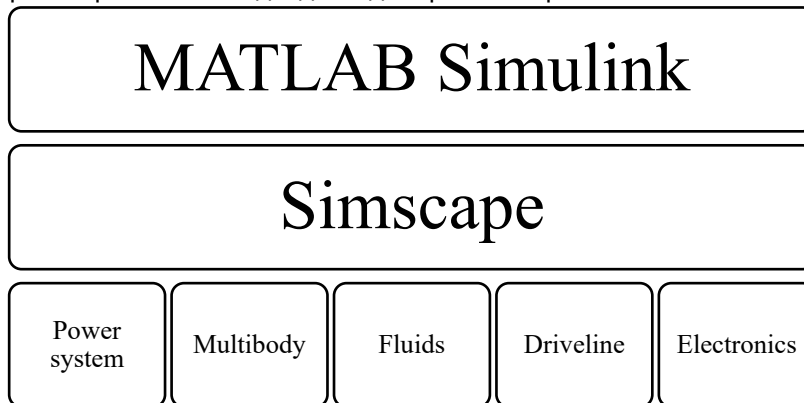 MATLAB Simulink
Simscape
Power
system
Multibody
Fluids
Driveline
Electronics